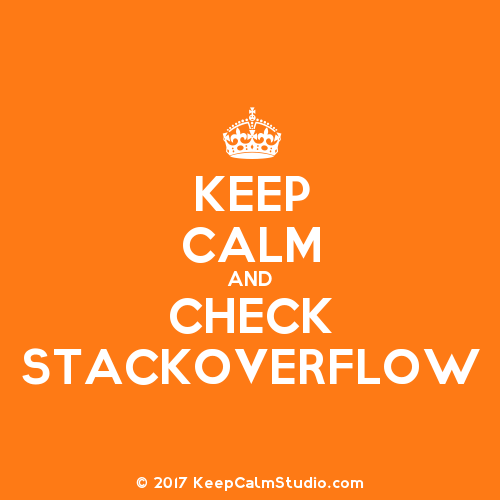 KEEP
CALM
AND
CHECK
STACKOVERFLOW
© 2017 KeepCalmStudio.com